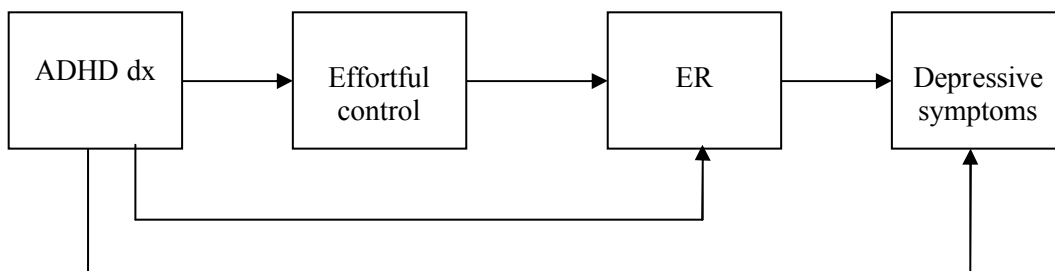 ADHD dx
Effortful
control
ER
Depressive
symptoms